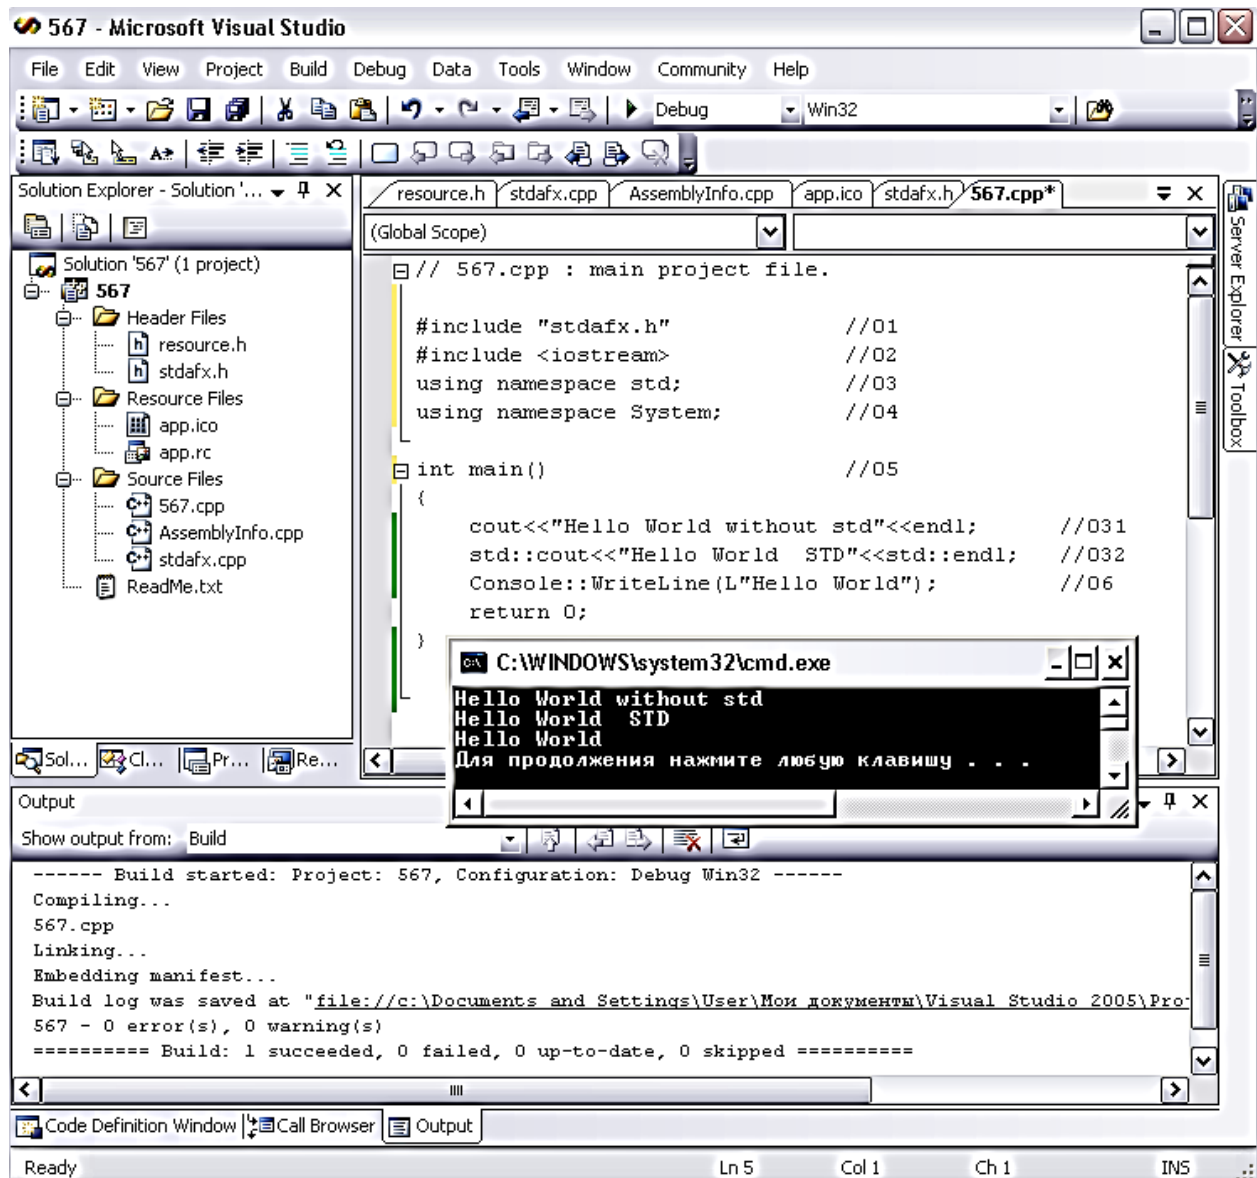 567 - Microsoft Visual Studio
File Edit View Project Build Debug Data Tools Window Community Help
Debug Win32
Solution Explorer - Solution '...
resource.h stdafx.cpp AssemblyInfo.cpp app.ico stdafx.h 567.cpp*
(Global Scope)
Solution '567' (1 project)
567
Header Files
resource.h
stdafx.h
Resource Files
app.ico
app.rc
Source Files
567.cpp
AssemblyInfo.cpp
stdafx.cpp
ReadMe.txt
Sol... Cl... Pr... Re...
// 567.cpp : main project file.
#include "stdafx.h" //01
#include <iostream> //02
using namespace std; //03
using namespace System; //04
int main() //05
{
cout<<"Hello World without std"<<endl; //031
std::cout<<"Hello World  STD"<<std::endl; //032
Console::WriteLine(L"Hello World"); //06
return 0;
}
Server Explorer
Toolbox
C:\WINDOWS\system32\cmd.exe
Hello World without std
Hello World  STD
Hello World
Для продолжения нажмите любую клавишу . . .
Output
Show output from: Build
------ Build started: Project: 567, Configuration: Debug Win32 ------
Compiling...
567.cpp
Linking...
Embedding manifest...
Build log was saved at "file://c:\Documents and Settings\User\Мои документы\Visual Studio 2005\Pro
567 - 0 error(s), 0 warning(s)
========== Build: 1 succeeded, 0 failed, 0 up-to-date, 0 skipped ==========
Code Definition Window Call Browser Output
Ready Ln 5 Col 1 Ch 1 INS